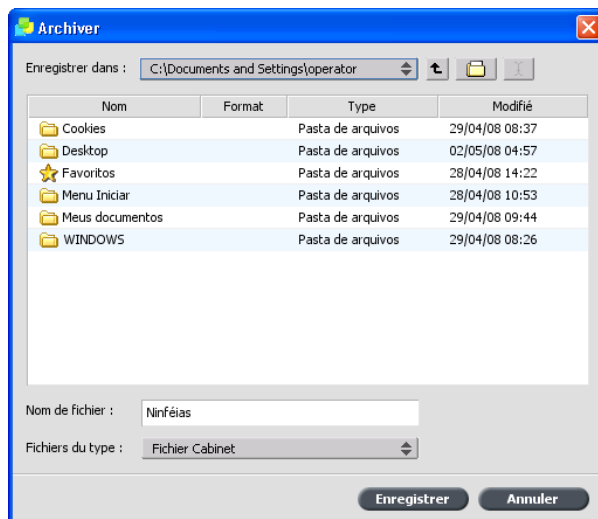 Archiver
Enregistrer dans : C:\Documents and Settings\operator
Nom Format Type Modifié
Cookies Pasta de arquivos 29/04/08 08:37
Desktop Pasta de arquivos 02/05/08 04:57
Favoritos Pasta de arquivos 28/04/08 14:22
Menu Iniciar Pasta de arquivos 28/04/08 10:53
Meus documentos Pasta de arquivos 29/04/08 09:44
WINDOWS Pasta de arquivos 29/04/08 08:26
Nom de fichier : Ninféias
Fichiers du type : Fichier Cabinet
Enregistrer Annuler